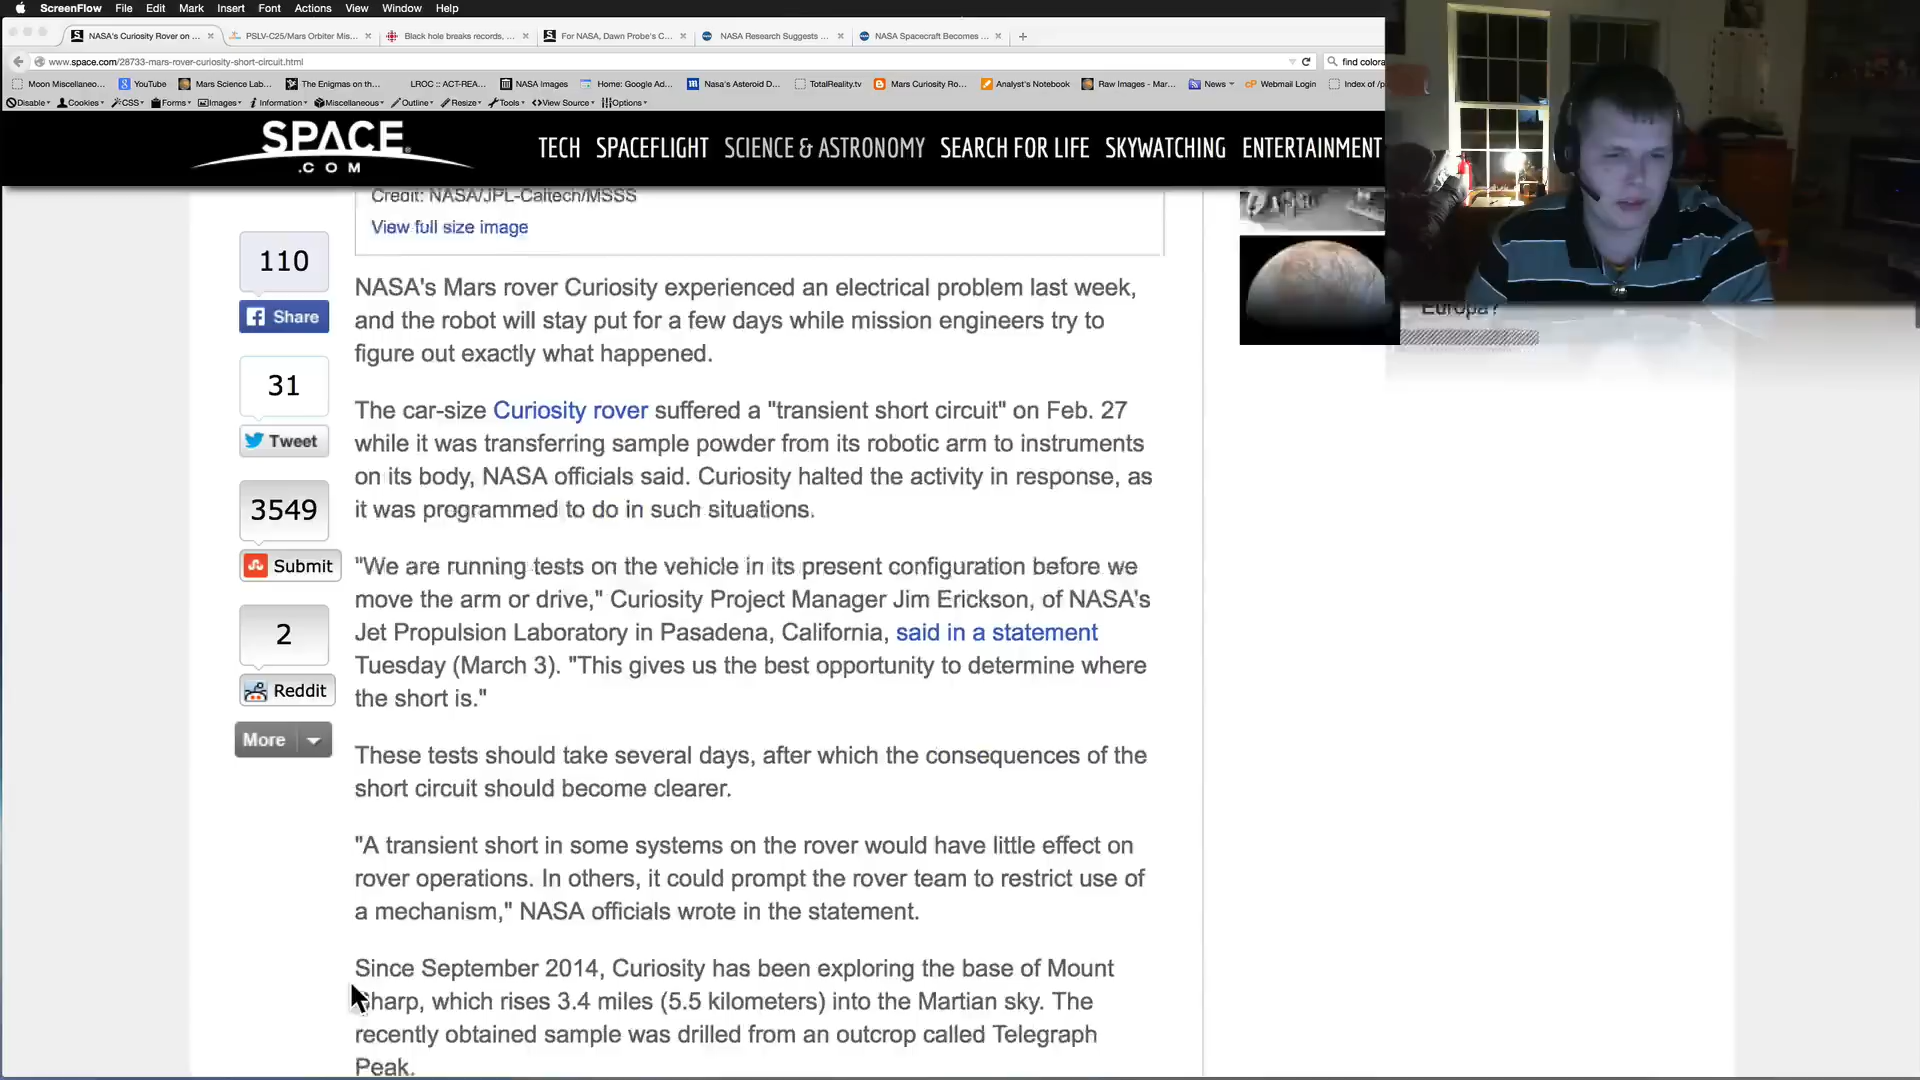 ScreenFlow File Edit Mark Insert Font Actions View Window Help
NASA's Curiosity Rover on ... PSLV-C25/Mars Orbiter Mis... Black hole breaks records, ... For NASA, Dawn Probe's C... NASA Research Suggests ... NASA Spacecraft Becomes ...
www.space.com/28733-mars-rover-curiosity-short-circuit.html find colora
Moon Miscellaneo... YouTube Mars Science Lab... The Enigmas on th... LROC :: ACT-REA... NASA Images Home: Google Ad... Nasa's Asteroid D... TotalReality.tv Mars Curiosity Ro... Analyst's Notebook Raw Images - Mar... News Webmail Login Index of /p
Disable Cookies CSS Forms Images Information Miscellaneous Outline Resize Tools View Source Options
SPACE
.COM
TECH SPACEFLIGHT SCIENCE & ASTRONOMY SEARCH FOR LIFE SKYWATCHING ENTERTAINMENT
Credit: NASA/JPL-Caltech/MSSS
View full size image
110
Share
31
Tweet
3549
Submit
2
Reddit
More
NASA's Mars rover Curiosity experienced an electrical problem last week,
and the robot will stay put for a few days while mission engineers try to
figure out exactly what happened.
The car-size Curiosity rover suffered a "transient short circuit" on Feb. 27
while it was transferring sample powder from its robotic arm to instruments
on its body, NASA officials said. Curiosity halted the activity in response, as
it was programmed to do in such situations.
"We are running tests on the vehicle in its present configuration before we
move the arm or drive," Curiosity Project Manager Jim Erickson, of NASA's
Jet Propulsion Laboratory in Pasadena, California, said in a statement
Tuesday (March 3). "This gives us the best opportunity to determine where
the short is."
These tests should take several days, after which the consequences of the
short circuit should become clearer.
"A transient short in some systems on the rover would have little effect on
rover operations. In others, it could prompt the rover team to restrict use of
a mechanism," NASA officials wrote in the statement.
Since September 2014, Curiosity has been exploring the base of Mount
Sharp, which rises 3.4 miles (5.5 kilometers) into the Martian sky. The
recently obtained sample was drilled from an outcrop called Telegraph
Peak.
Europa?